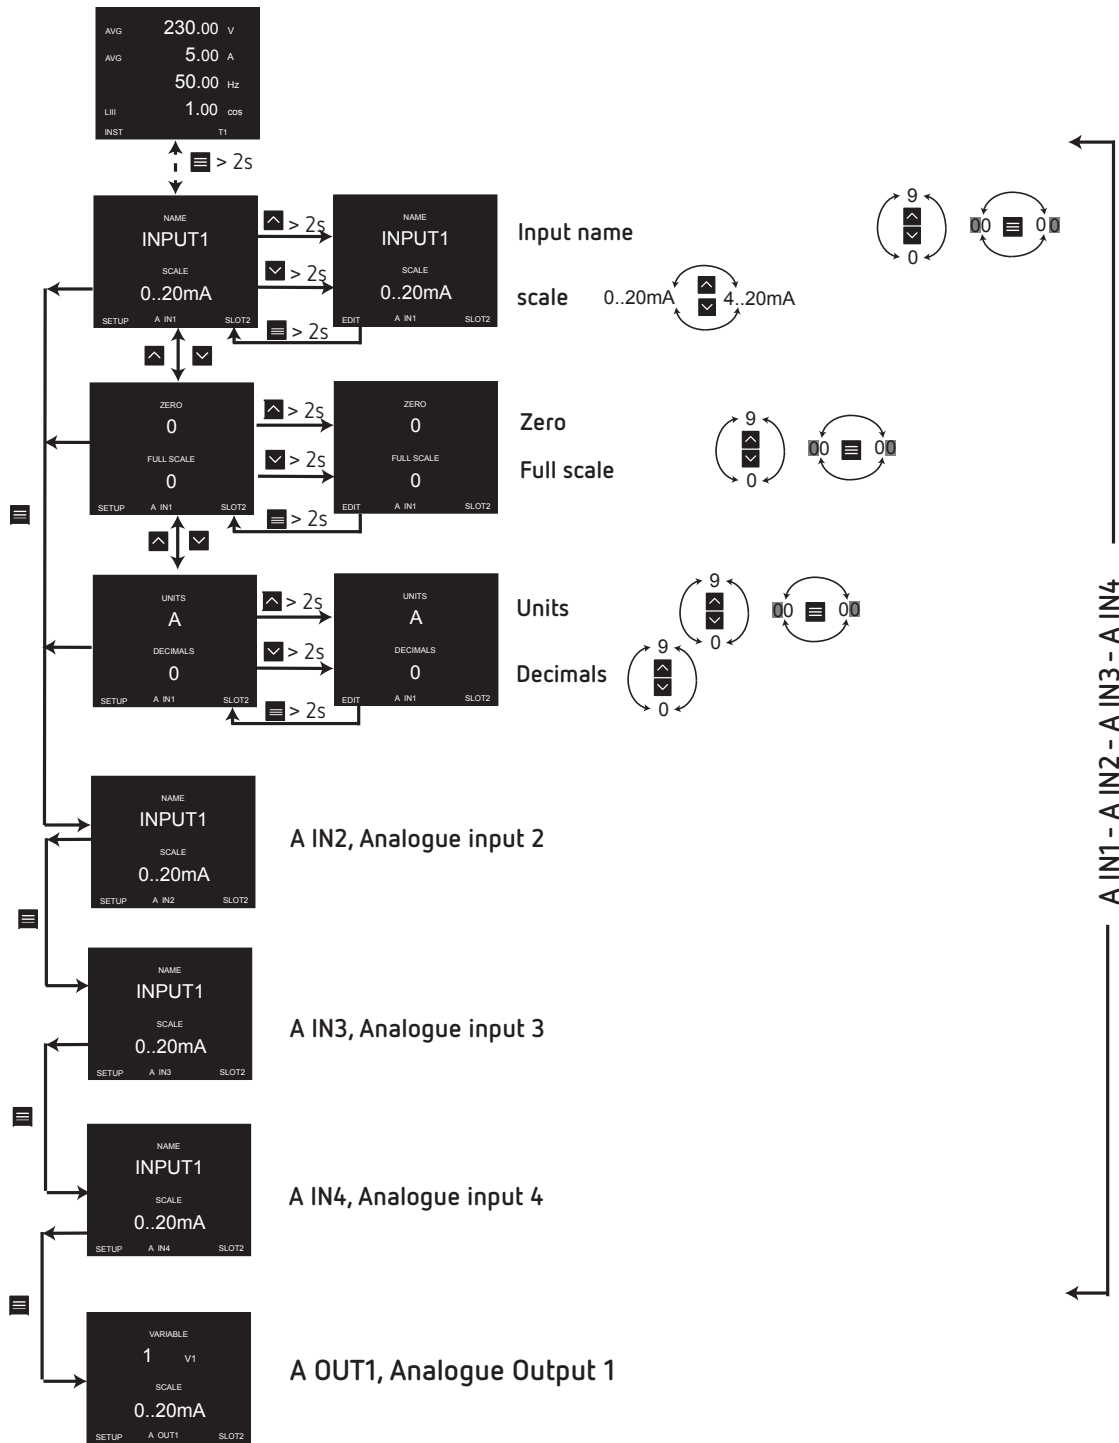 AVG 230.00 V
AVG 5.00 A
50.00 Hz
LIII 1.00 cos
INST T1
> 2s
NAME
INPUT1
SCALE
0..20mA
SETUP A IN1 SLOT2
> 2s
> 2s
> 2s
NAME
INPUT1
SCALE
0..20mA
EDIT A IN1 SLOT2
Input name
9
0
00 00
scale 0..20mA 4..20mA
ZERO
0
FULL SCALE
0
SETUP A IN1 SLOT2
> 2s
> 2s
> 2s
ZERO
0
FULL SCALE
0
EDIT A IN1 SLOT2
Zero
Full scale
9
0
00 00
UNITS
A
DECIMALS
0
SETUP A IN1 SLOT2
> 2s
> 2s
> 2s
UNITS
A
DECIMALS
0
EDIT A IN1 SLOT2
Units
9
0
00 00
Decimals
9
0
NAME
INPUT1
SCALE
0..20mA
SETUP A IN2 SLOT2
A IN2, Analogue input 2
NAME
INPUT1
SCALE
0..20mA
SETUP A IN3 SLOT2
A IN3, Analogue input 3
NAME
INPUT1
SCALE
0..20mA
SETUP A IN4 SLOT2
A IN4, Analogue input 4
VARIABLE
1 V1
SCALE
0..20mA
SETUP A OUT1 SLOT2
A OUT1, Analogue Output 1
A IN1 - A IN2 - A IN3 - A IN4